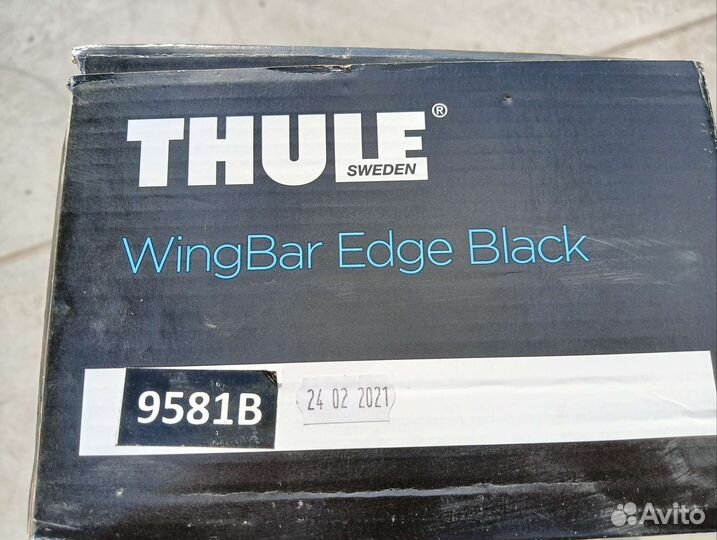 THULE®
SWEDEN
WingBar Edge Black
9581B
24 02 2021
Avito